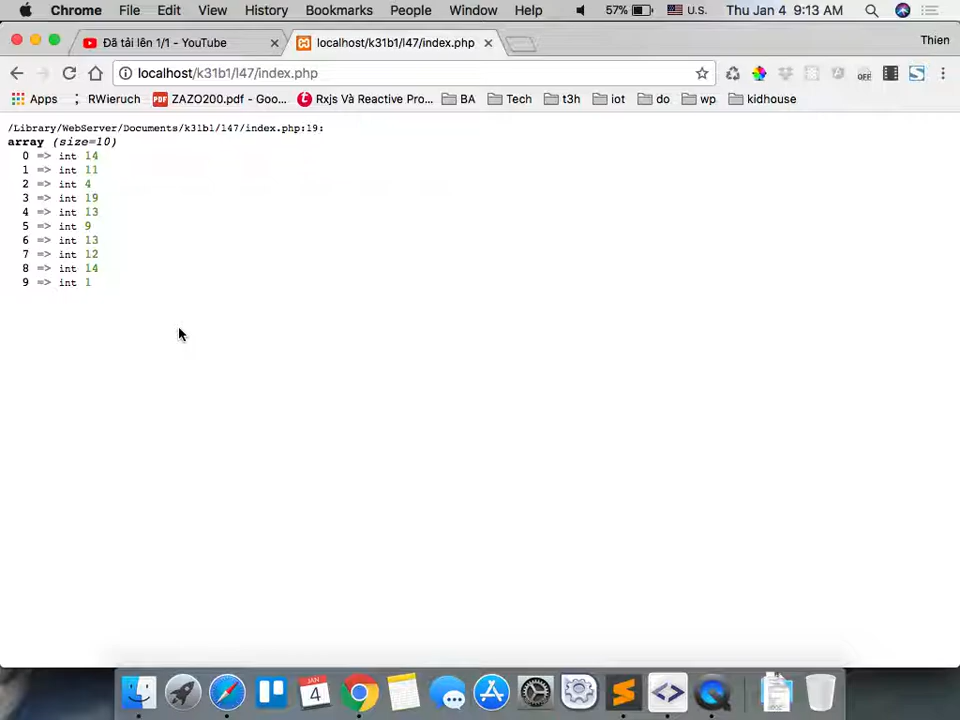 Chrome File Edit View History Bookmarks People Window Help 57% U.S. Thu Jan 4 9:13 AM
Đã tải lên 1/1 - YouTube localhost/k31b1/l47/index.php Thien
localhost/k31b1/l47/index.php OFF
Apps RWieruch PDF ZAZO200.pdf - Goo... Rxjs Và Reactive Pro... BA Tech t3h iot do wp kidhouse
/Library/WebServer/Documents/k31b1/l47/index.php:19:
array (size=10)
0 => int 14
1 => int 11
2 => int 4
3 => int 19
4 => int 13
5 => int 9
6 => int 13
7 => int 12
8 => int 14
9 => int 1
JAN
4